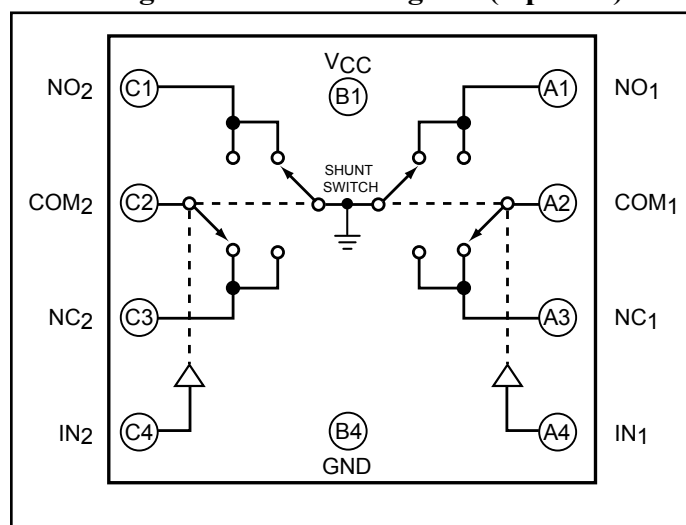 NO2 C1 VCC A1 NO1
B1
SHUNT
SWITCH
COM2 C2 A2 COM1
NC2 C3 A3 NC1
IN2 C4 B4 A4 IN1
GND